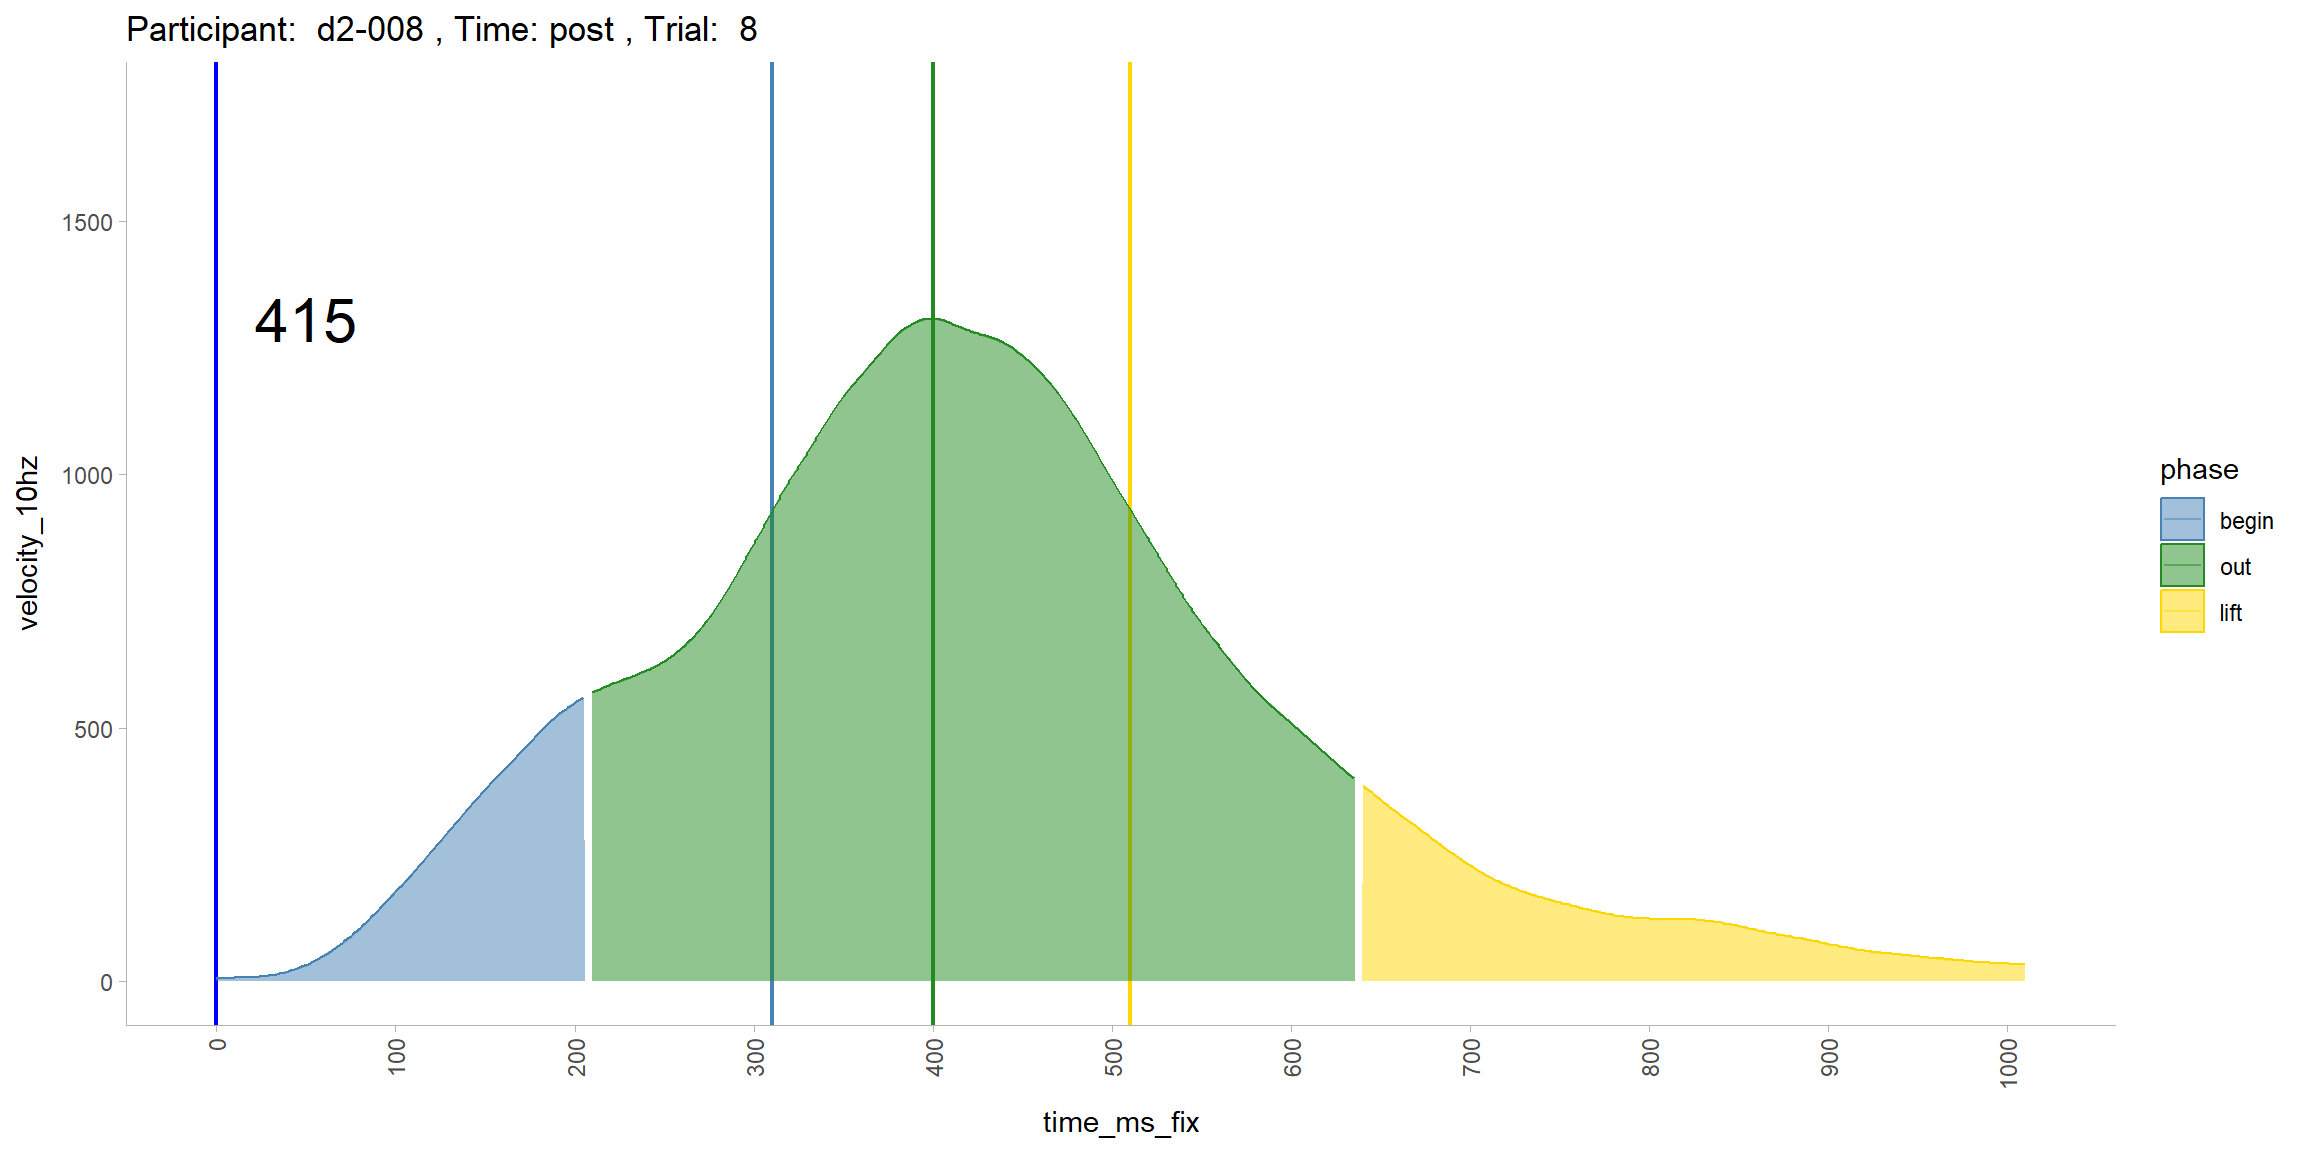 Participant:  d2-008 , Time: post , Trial:  8
1500
1000
500
0
velocity_10hz
415
0
100
200
300
400
500
600
700
800
900
1000
time_ms_fix
phase
begin
out
lift